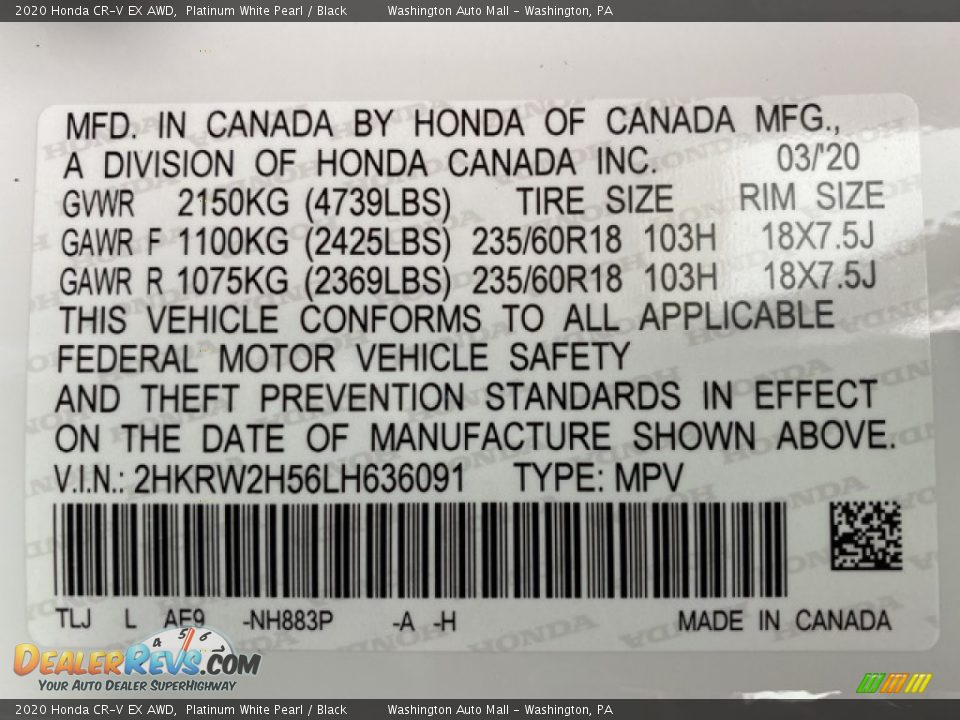 2020 Honda CR-V EX AWD, Platinum White Pearl / Black Washington Auto Mall - Washington, PA
MFD. IN CANADA BY HONDA OF CANADA MFG.,
A DIVISION OF HONDA CANADA INC. 03/'20
GVWR 2150KG (4739LBS) TIRE SIZE RIM SIZE
GAWR F 1100KG (2425LBS) 235/60R18 103H 18X7.5J
GAWR R 1075KG (2369LBS) 235/60R18 103H 18X7.5J
THIS VEHICLE CONFORMS TO ALL APPLICABLE
FEDERAL MOTOR VEHICLE SAFETY
AND THEFT PREVENTION STANDARDS IN EFFECT
ON THE DATE OF MANUFACTURE SHOWN ABOVE.
V.I.N.: 2HKRW2H56LH636091 TYPE: MPV
TLJ L AE9 -NH883P -A -H MADE IN CANADA
4 5 6 7
DEALERREVS.COM
YOUR AUTO DEALER SUPERHIGHWAY
2020 Honda CR-V EX AWD, Platinum White Pearl / Black Washington Auto Mall - Washington, PA